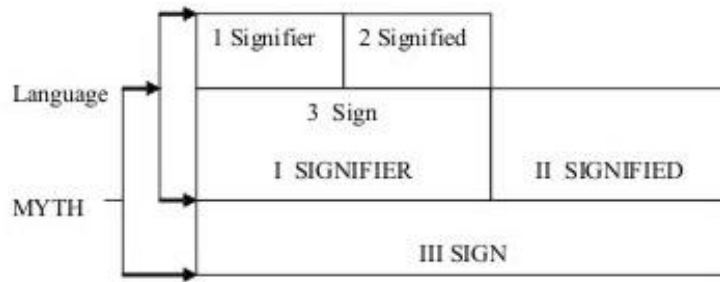 1 Signifier 2 Signified
Language
3 Sign
I SIGNIFIER II SIGNIFIED
MYTH
III SIGN